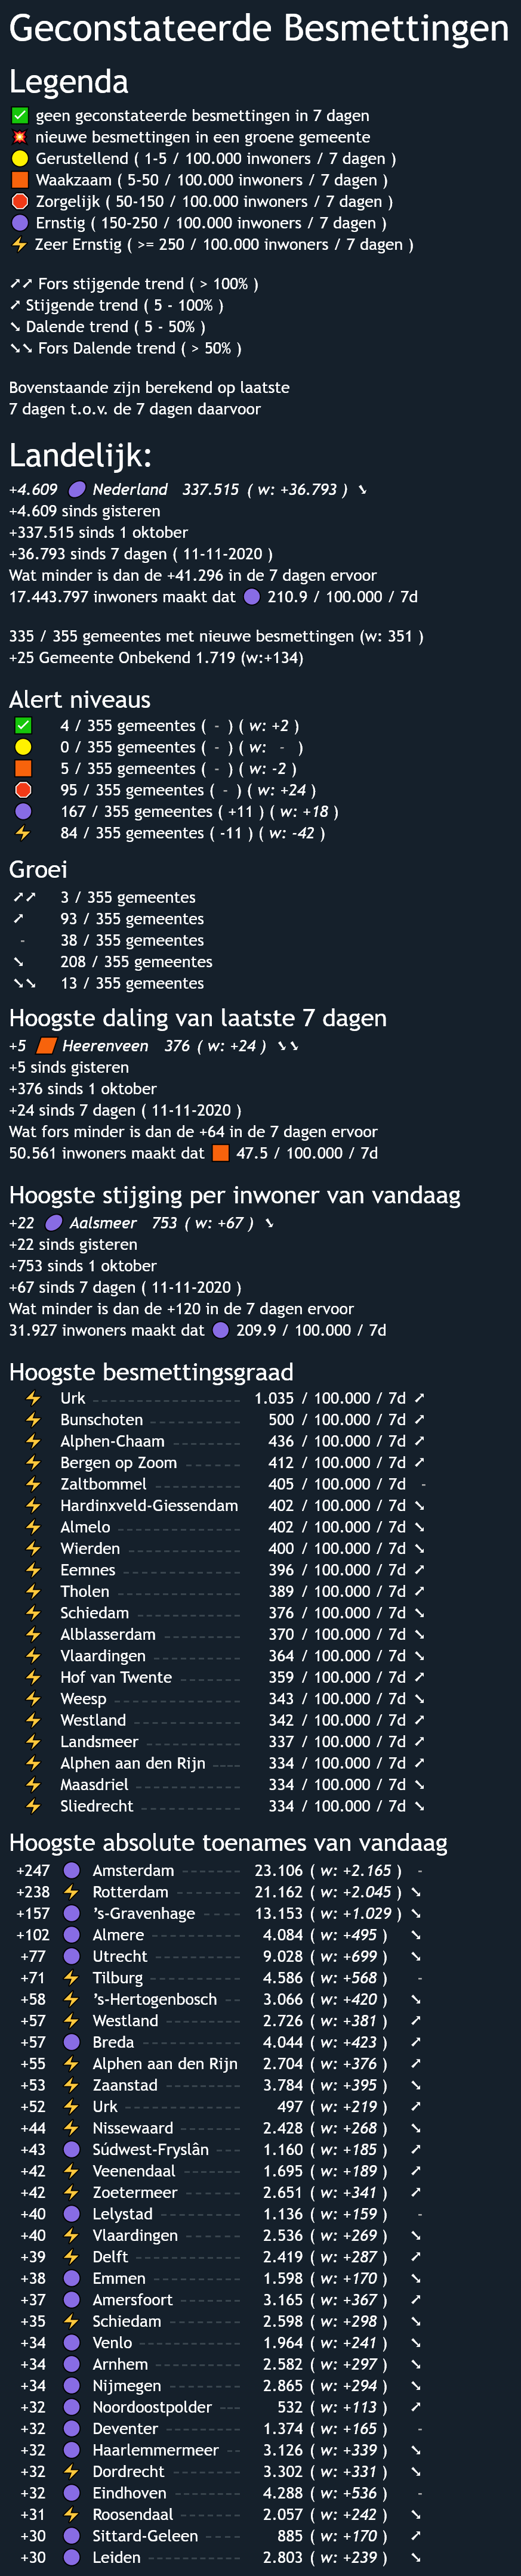 Geconstateerde Besmettingen
Legenda
✅ geen geconstateerde besmettingen in 7 dagen
💥 nieuwe besmettingen in een groene gemeente
🟡 Gerustellend ( 1-5 / 100.000 inwoners / 7 dagen )
🟧 Waakzaam ( 5-50 / 100.000 inwoners / 7 dagen )
🛑 Zorgelijk ( 50-150 / 100.000 inwoners / 7 dagen )
🟣 Ernstig ( 150-250 / 100.000 inwoners / 7 dagen )
⚡ Zeer Ernstig ( >= 250 / 100.000 inwoners / 7 dagen )
➚➚ Fors stijgende trend ( > 100% )
➚ Stijgende trend ( 5 - 100% )
➘ Dalende trend ( 5 - 50% )
➘➘ Fors Dalende trend ( > 50% )
Bovenstaande zijn berekend op laatste
7 dagen t.o.v. de 7 dagen daarvoor
Landelijk:
+4.609 🟣 Nederland 337.515 ( w: +36.793 ) ➘
+4.609 sinds gisteren
+337.515 sinds 1 oktober
+36.793 sinds 7 dagen ( 11-11-2020 )
Wat minder is dan de +41.296 in de 7 dagen ervoor
17.443.797 inwoners maakt dat 🟣 210.9 / 100.000 / 7d
335 / 355 gemeentes met nieuwe besmettingen (w: 351 )
+25 Gemeente Onbekend 1.719 (w:+134)
Alert niveaus
✅ 4 / 355 gemeentes ( - ) ( w: +2 )
🟡 0 / 355 gemeentes ( - ) ( w: - )
🟧 5 / 355 gemeentes ( - ) ( w: -2 )
🛑 95 / 355 gemeentes ( - ) ( w: +24 )
🟣 167 / 355 gemeentes ( +11 ) ( w: +18 )
⚡ 84 / 355 gemeentes ( -11 ) ( w: -42 )
Groei
➚➚ 3 / 355 gemeentes
➚ 93 / 355 gemeentes
- 38 / 355 gemeentes
➘ 208 / 355 gemeentes
➘➘ 13 / 355 gemeentes
Hoogste daling van laatste 7 dagen
+5 🟧 Heerenveen 376 ( w: +24 ) ➘➘
+5 sinds gisteren
+376 sinds 1 oktober
+24 sinds 7 dagen ( 11-11-2020 )
Wat fors minder is dan de +64 in de 7 dagen ervoor
50.561 inwoners maakt dat 🟧 47.5 / 100.000 / 7d
Hoogste stijging per inwoner van vandaag
+22 🟣 Aalsmeer 753 ( w: +67 ) ➘
+22 sinds gisteren
+753 sinds 1 oktober
+67 sinds 7 dagen ( 11-11-2020 )
Wat minder is dan de +120 in de 7 dagen ervoor
31.927 inwoners maakt dat 🟣 209.9 / 100.000 / 7d
Hoogste besmettingsgraad
⚡ Urk 1.035 / 100.000 / 7d ➚
⚡ Bunschoten 500 / 100.000 / 7d ➚
⚡ Alphen-Chaam 436 / 100.000 / 7d ➚
⚡ Bergen op Zoom 412 / 100.000 / 7d ➚
⚡ Zaltbommel 405 / 100.000 / 7d -
⚡ Hardinxveld-Giessendam 402 / 100.000 / 7d ➘
⚡ Almelo 402 / 100.000 / 7d ➘
⚡ Wierden 400 / 100.000 / 7d ➘
⚡ Eemnes 396 / 100.000 / 7d ➚
⚡ Tholen 389 / 100.000 / 7d ➚
⚡ Schiedam 376 / 100.000 / 7d ➘
⚡ Alblasserdam 370 / 100.000 / 7d ➘
⚡ Vlaardingen 364 / 100.000 / 7d ➘
⚡ Hof van Twente 359 / 100.000 / 7d ➚
⚡ Weesp 343 / 100.000 / 7d ➘
⚡ Westland 342 / 100.000 / 7d ➚
⚡ Landsmeer 337 / 100.000 / 7d ➚
⚡ Alphen aan den Rijn 334 / 100.000 / 7d ➚
⚡ Maasdriel 334 / 100.000 / 7d ➘
⚡ Sliedrecht 334 / 100.000 / 7d ➘
Hoogste absolute toenames van vandaag
+247 🟣 Amsterdam 23.106 ( w: +2.165 ) -
+238 ⚡ Rotterdam 21.162 ( w: +2.045 ) ➘
+157 🟣 's-Gravenhage 13.153 ( w: +1.029 ) ➘
+102 🟣 Almere 4.084 ( w: +495 ) ➘
+77 🟣 Utrecht 9.028 ( w: +699 ) ➘
+71 ⚡ Tilburg 4.586 ( w: +568 ) -
+58 ⚡ 's-Hertogenbosch 3.066 ( w: +420 ) ➘
+57 ⚡ Westland 2.726 ( w: +381 ) ➚
+57 🟣 Breda 4.044 ( w: +423 ) ➚
+55 ⚡ Alphen aan den Rijn 2.704 ( w: +376 ) ➚
+53 ⚡ Zaanstad 3.784 ( w: +395 ) ➘
+52 ⚡ Urk 497 ( w: +219 ) ➚
+44 ⚡ Nissewaard 2.428 ( w: +268 ) ➘
+43 🟣 Súdwest-Fryslân 1.160 ( w: +185 ) ➚
+42 ⚡ Veenendaal 1.695 ( w: +189 ) ➚
+42 ⚡ Zoetermeer 2.651 ( w: +341 ) ➚
+40 🟣 Lelystad 1.136 ( w: +159 ) -
+40 ⚡ Vlaardingen 2.536 ( w: +269 ) ➘
+39 ⚡ Delft 2.419 ( w: +287 ) ➚
+38 🟣 Emmen 1.598 ( w: +170 ) ➘
+37 🟣 Amersfoort 3.165 ( w: +367 ) ➚
+35 ⚡ Schiedam 2.598 ( w: +298 ) ➘
+34 🟣 Venlo 1.964 ( w: +241 ) ➘
+34 🟣 Arnhem 2.582 ( w: +297 ) ➘
+34 🟣 Nijmegen 2.865 ( w: +294 ) ➘
+32 🟣 Noordoostpolder 532 ( w: +113 ) ➚
+32 🟣 Deventer 1.374 ( w: +165 ) -
+32 🟣 Haarlemmermeer 3.126 ( w: +339 ) ➘
+32 ⚡ Dordrecht 3.302 ( w: +331 ) ➘
+32 🟣 Eindhoven 4.288 ( w: +536 ) -
+31 ⚡ Roosendaal 2.057 ( w: +242 ) ➘
+30 🟣 Sittard-Geleen 885 ( w: +170 ) ➚
+30 🟣 Leiden 2.803 ( w: +239 ) ➘